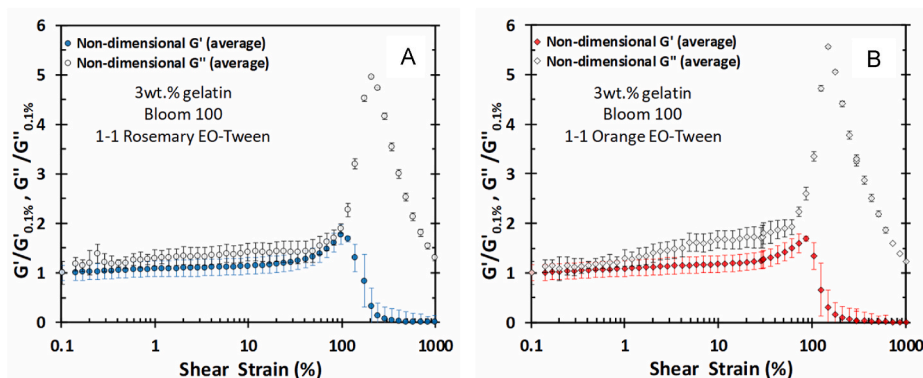 A
Non-dimensional G' (average)
Non-dimensional G'' (average)
3wt.% gelatin
Bloom 100
1-1 Rosemary EO-Tween
G'/G'0.1% , G'' /G''0.1%
6
5
4
3
2
1
0
0.1
1
10
100
1000
Shear Strain (%)
B
Non-dimensional G' (average)
Non-dimensional G'' (average)
3wt.% gelatin
Bloom 100
1-1 Orange EO-Tween
G'/G'0.1% , G'' /G''0.1%
6
5
4
3
2
1
0
0.1
1
10
100
1000
Shear Strain (%)